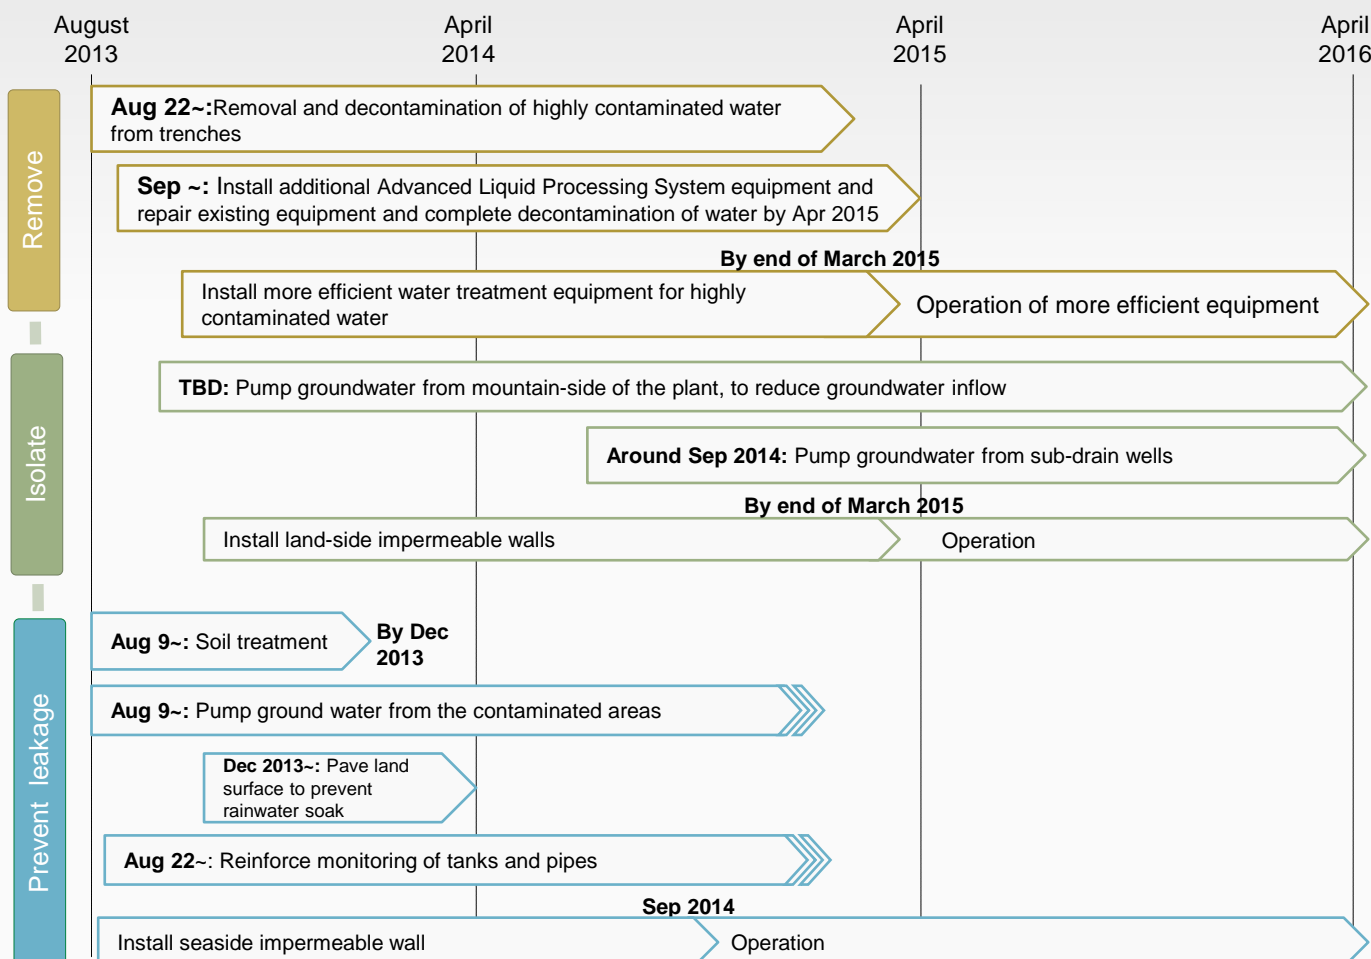 August
2013
April
2014
April
2015
April
2016
Remove
Aug 22~:Removal and decontamination of highly contaminated water
from trenches
Sep ~: Install additional Advanced Liquid Processing System equipment and
repair existing equipment and complete decontamination of water by Apr 2015
By end of March 2015
Install more efficient water treatment equipment for highly
contaminated water
Operation of more efficient equipment
Isolate
TBD: Pump groundwater from mountain-side of the plant, to reduce groundwater inflow
Around Sep 2014: Pump groundwater from sub-drain wells
By end of March 2015
Install land-side impermeable walls
Operation
Prevent leakage
Aug 9~: Soil treatment
By Dec
2013
Aug 9~: Pump ground water from the contaminated areas
Dec 2013~: Pave land
surface to prevent
rainwater soak
Aug 22~: Reinforce monitoring of tanks and pipes
Sep 2014
Install seaside impermeable wall
Operation